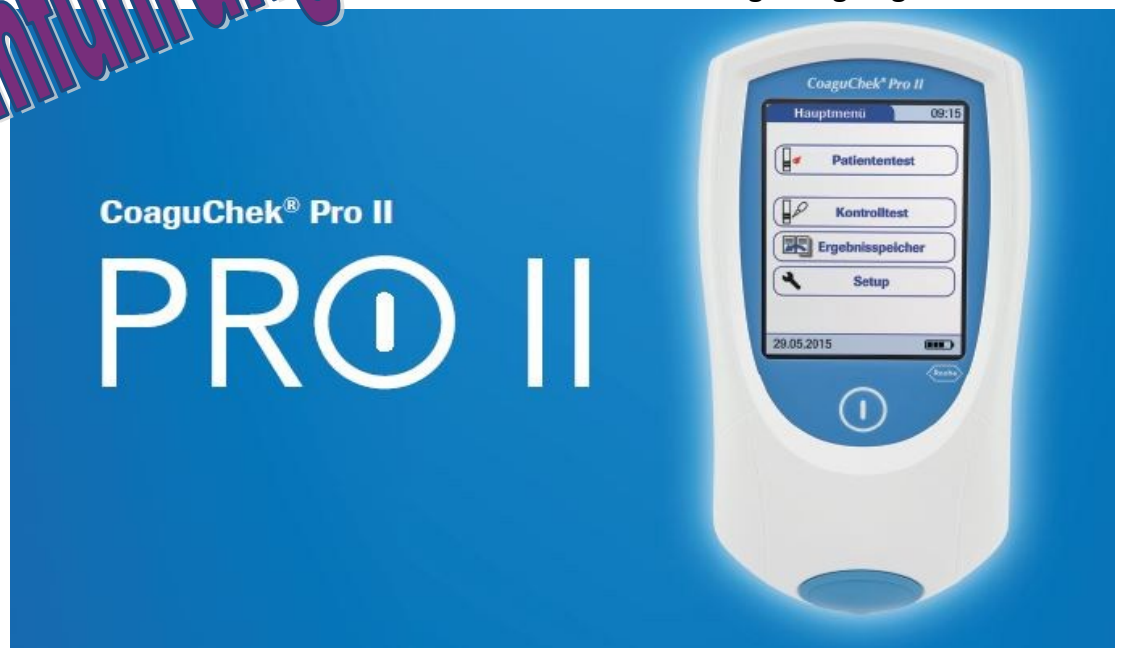 CoaguChek® Pro II
PRO II
CoaguChek® Pro II
Hauptmenü 09:15
Patiententest
Kontrolltest
Ergebnisspeicher
Setup
29.05.2015
Roche